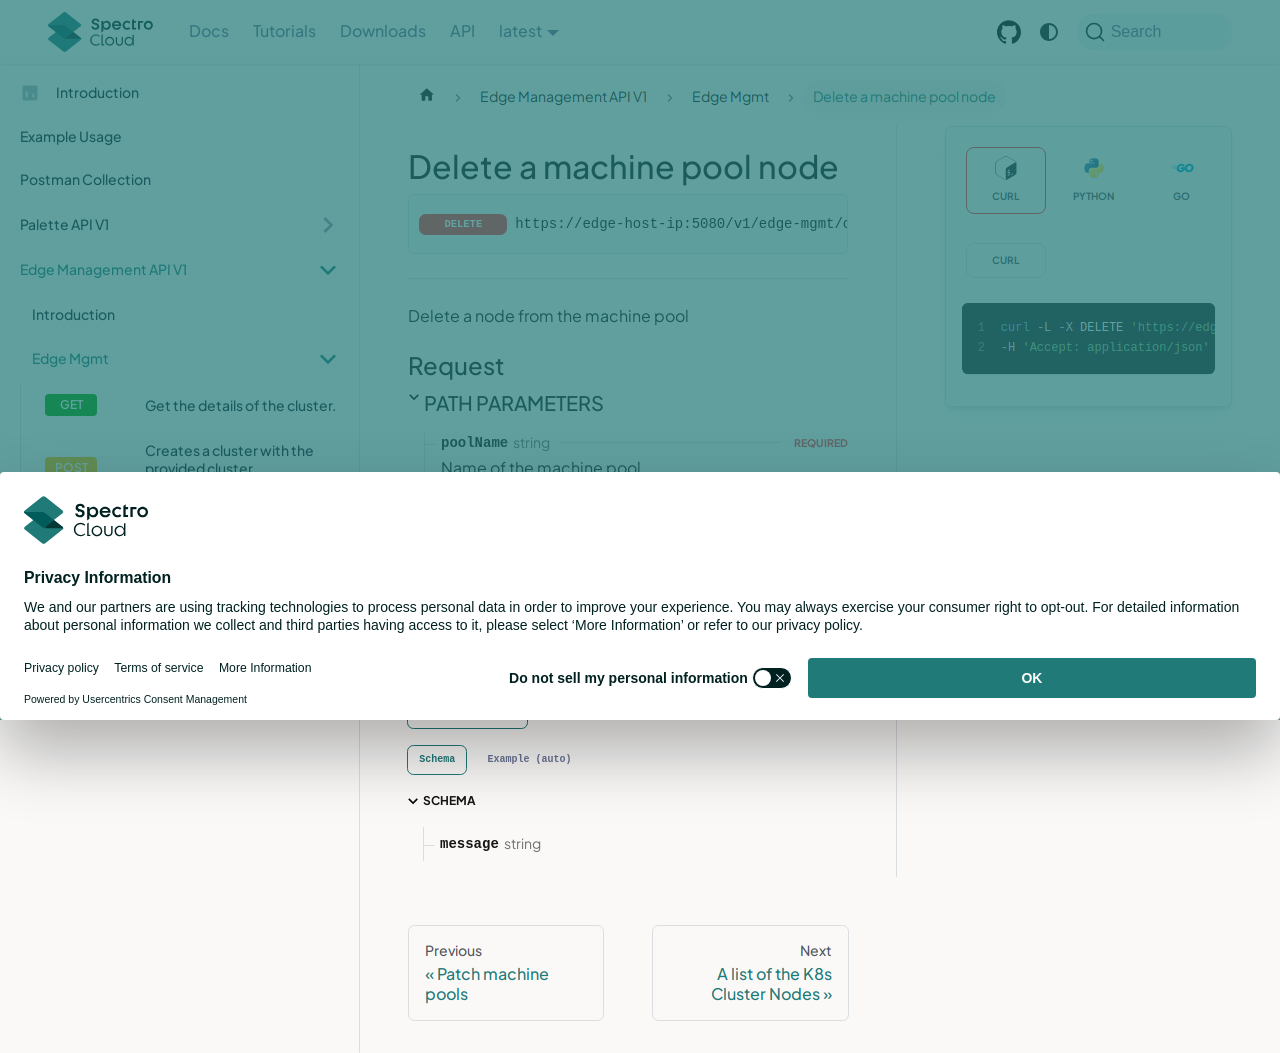 Spectro Cloud
Docs
Tutorials
Downloads
API
latest
Search
Introduction
Example Usage
Postman Collection
Palette API V1
Edge Management API V1
Introduction
Edge Mgmt
GET Get the details of the cluster.
POST Creates a cluster with the
provided cluster
Edge Management API V1
Edge Mgmt
Delete a machine pool node
Delete a machine pool node
DELETE https://edge-host-ip:5080/v1/edge-mgmt/c
Delete a node from the machine pool
Request
PATH PARAMETERS
poolName string REQUIRED
Name of the machine pool
CURL
PYTHON
GO
CURL
1 curl -L -X DELETE 'https://edg
2 -H 'Accept: application/json'
Spectro
Cloud
Privacy Information
We and our partners are using tracking technologies to process personal data in order to improve your experience. You may always exercise your consumer right to opt-out. For detailed information
about personal information we collect and third parties having access to it, please select ‘More Information’ or refer to our privacy policy.
Privacy policy
Terms of service
More Information
Powered by Usercentrics Consent Management
Do not sell my personal information
OK
Schema
Example (auto)
SCHEMA
message string
Previous
« Patch machine
pools
Next
A list of the K8s
Cluster Nodes »